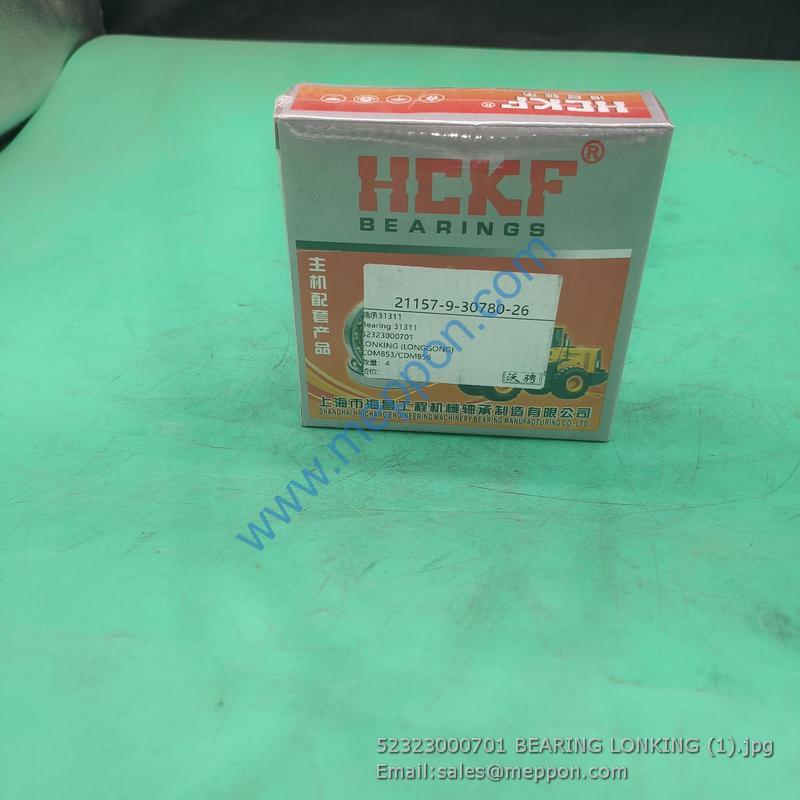 HCKF®
HCKF®
BEARINGS
主机配套产品
21157-9-30780-26
轴承31311
Bearing 31311
52323000701
LONKING (LONGGONG)
CDM853/CDM856
数量: 4
货位:
沃骋
上海市海昌工程机械轴承制造有限公司
SHANGHAI HAICHANG ENGINEERING MACHINERY BEARING MANUFACTURING CO., LTD.
www.meppon.com
52323000701 BEARING LONKING (1).jpg
Email:sales@meppon.com